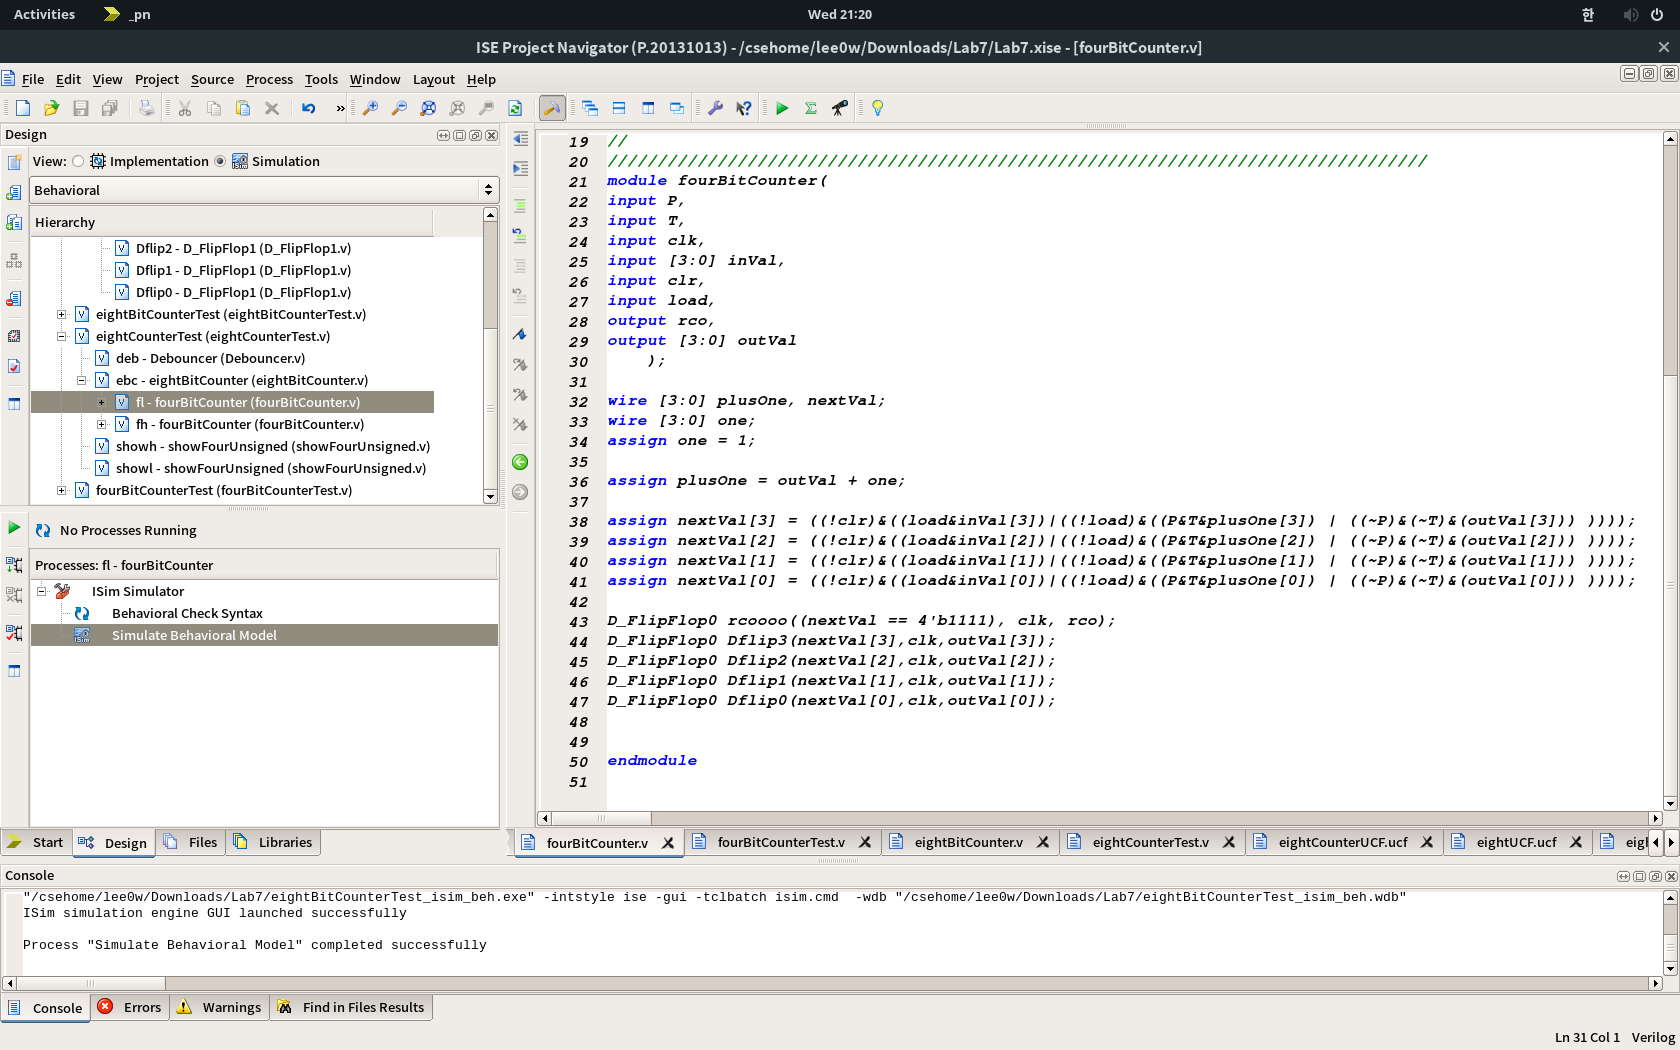 Activities _pn Wed 21:20 한
ISE Project Navigator (P.20131013) - /csehome/lee0w/Downloads/Lab7/Lab7.xise - [fourBitCounter.v]
File Edit View Project Source Process Tools Window Layout Help
Design
View: Implementation Simulation
Behavioral
Hierarchy
Dflip2 - D_FlipFlop1 (D_FlipFlop1.v)
Dflip1 - D_FlipFlop1 (D_FlipFlop1.v)
Dflip0 - D_FlipFlop1 (D_FlipFlop1.v)
eightBitCounterTest (eightBitCounterTest.v)
eightCounterTest (eightCounterTest.v)
deb - Debouncer (Debouncer.v)
ebc - eightBitCounter (eightBitCounter.v)
fl - fourBitCounter (fourBitCounter.v)
fh - fourBitCounter (fourBitCounter.v)
showh - showFourUnsigned (showFourUnsigned.v)
showl - showFourUnsigned (showFourUnsigned.v)
fourBitCounterTest (fourBitCounterTest.v)
No Processes Running
Processes: fl - fourBitCounter
ISim Simulator
Behavioral Check Syntax
Simulate Behavioral Model
Start Design Files Libraries
19 //
20 //////////////////////////////////////////////////////////////////////////////////
21 module fourBitCounter(
22 input P,
23 input T,
24 input clk,
25 input [3:0] inVal,
26 input clr,
27 input load,
28 output rco,
29 output [3:0] outVal
30 );
31
32 wire [3:0] plusOne, nextVal;
33 wire [3:0] one;
34 assign one = 1;
35
36 assign plusOne = outVal + one;
37
38 assign nextVal[3] = ((!clr)&((load&inVal[3])|((!load)&((P&T&plusOne[3]) | ((~P)&(~T)&(outVal[3])) ))));
39 assign nextVal[2] = ((!clr)&((load&inVal[2])|((!load)&((P&T&plusOne[2]) | ((~P)&(~T)&(outVal[2])) ))));
40 assign nextVal[1] = ((!clr)&((load&inVal[1])|((!load)&((P&T&plusOne[1]) | ((~P)&(~T)&(outVal[1])) ))));
41 assign nextVal[0] = ((!clr)&((load&inVal[0])|((!load)&((P&T&plusOne[0]) | ((~P)&(~T)&(outVal[0])) ))));
42
43 D_FlipFlop0 rcoooo((nextVal == 4'b1111), clk, rco);
44 D_FlipFlop0 Dflip3(nextVal[3],clk,outVal[3]);
45 D_FlipFlop0 Dflip2(nextVal[2],clk,outVal[2]);
46 D_FlipFlop0 Dflip1(nextVal[1],clk,outVal[1]);
47 D_FlipFlop0 Dflip0(nextVal[0],clk,outVal[0]);
48
49
50 endmodule
51
fourBitCounter.v fourBitCounterTest.v eightBitCounter.v eightCounterTest.v eightCounterUCF.ucf eightUCF.ucf
Console
"/csehome/lee0w/Downloads/Lab7/eightBitCounterTest_isim_beh.exe" -intstyle ise -gui -tclbatch isim.cmd -wdb "/csehome/lee0w/Downloads/Lab7/eightBitCounterTest_isim_beh.wdb"
ISim simulation engine GUI launched successfully
Process "Simulate Behavioral Model" completed successfully
Console Errors Warnings Find in Files Results
Ln 31 Col 1 Verilog